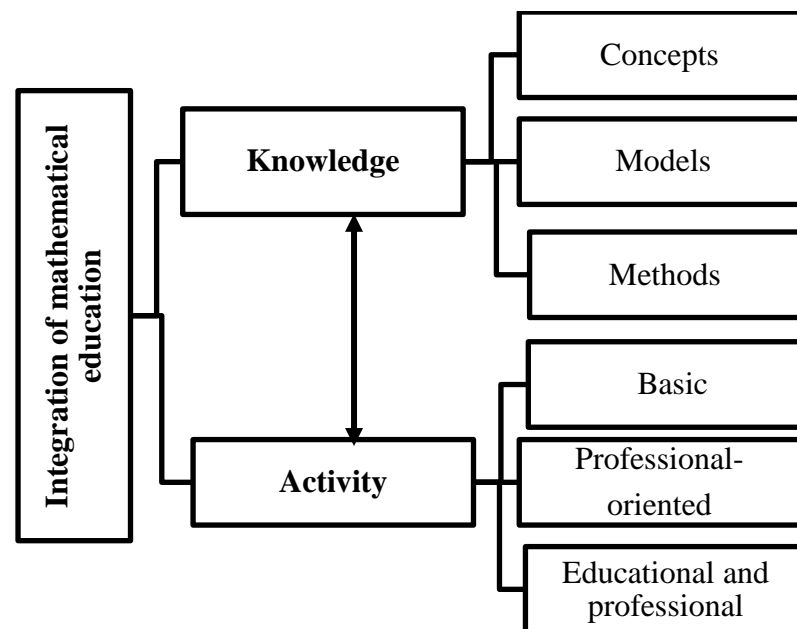 Integration of mathematical
education
Knowledge
Concepts
Models
Methods
Activity
Basic
Professional-
oriented
Educational and
professional